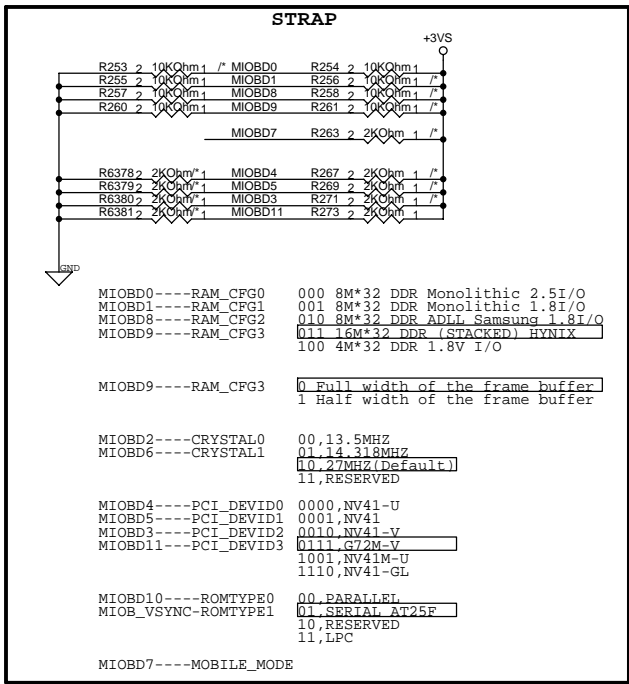 STRAP
+3VS
R253 2 10KOhm 1 /* MIOBD0 R254 2 10KOhm 1
R255 2 10KOhm 1 MIOBD1 R256 2 10KOhm 1 /*
R257 2 10KOhm 1 MIOBD8 R258 2 10KOhm 1 /*
R260 2 10KOhm 1 MIOBD9 R261 2 10KOhm 1 /*
MIOBD7 R263 2 2KOhm 1 /*
R6378 2 2KOhm/* 1 MIOBD4 R267 2 2KOhm 1 /*
R6379 2 2KOhm/* 1 MIOBD5 R269 2 2KOhm 1 /*
R6380 2 2KOhm/* 1 MIOBD3 R271 2 2KOhm 1 /*
R6381 2 2KOhm/* 1 MIOBD11 R273 2 2KOhm 1
GND
MIOBD0----RAM_CFG0 000 8M*32 DDR Monolithic 2.5I/O
MIOBD1----RAM_CFG1 001 8M*32 DDR Monolithic 1.8I/O
MIOBD8----RAM_CFG2 010 8M*32 DDR ADLL Samsung 1.8I/O
MIOBD9----RAM_CFG3 011 16M*32 DDR (STACKED) HYNIX
100 4M*32 DDR 1.8V I/O
MIOBD9----RAM_CFG3 0 Full width of the frame buffer
1 Half width of the frame buffer
MIOBD2----CRYSTAL0 00,13.5MHZ
MIOBD6----CRYSTAL1 01,14.318MHZ
10,27MHZ(Default)
11,RESERVED
MIOBD4----PCI_DEVID0 0000,NV41-U
MIOBD5----PCI_DEVID1 0001,NV41
MIOBD3----PCI_DEVID2 0010,NV41-V
MIOBD11---PCI_DEVID3 0111,G72M-V
1001,NV41M-U
1110,NV41-GL
MIOBD10----ROMTYPE0 00,PARALLEL
MIOB_VSYNC-ROMTYPE1 01,SERIAL AT25F
10,RESERVED
11,LPC
MIOBD7----MOBILE_MODE